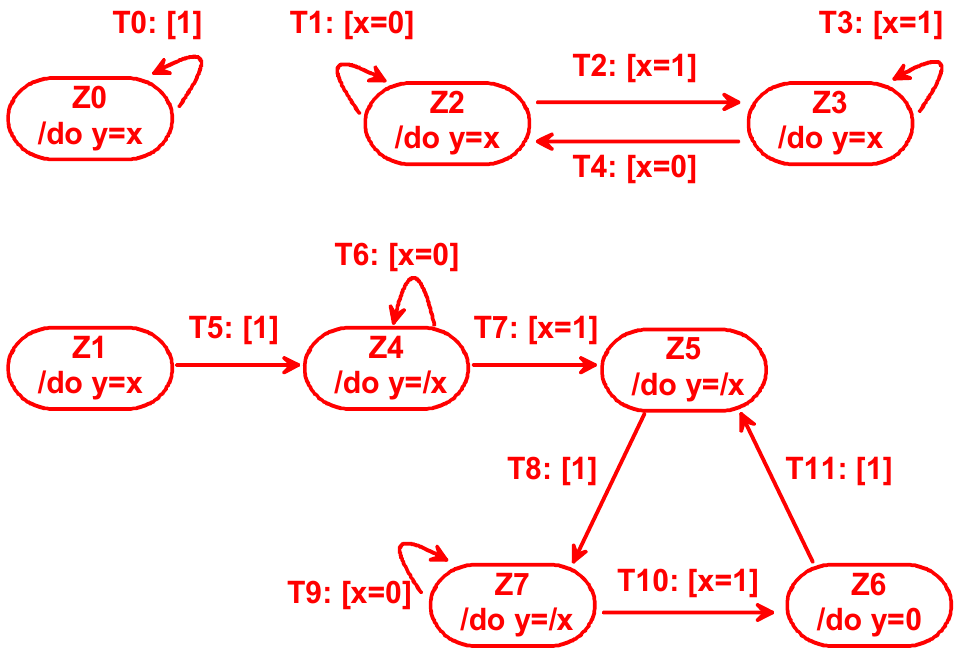 T0: [1]
T1: [x=0]
T3: [x=1]
T2: [x=1]
Z0
/do y=x
Z2
/do y=x
Z3
/do y=x
T4: [x=0]
T6: [x=0]
T5: [1]
T7: [x=1]
Z1
/do y=x
Z4
/do y=/x
Z5
/do y=/x
T8: [1]
T11: [1]
T9: [x=0]
Z7
/do y=/x
T10: [x=1]
Z6
/do y=0